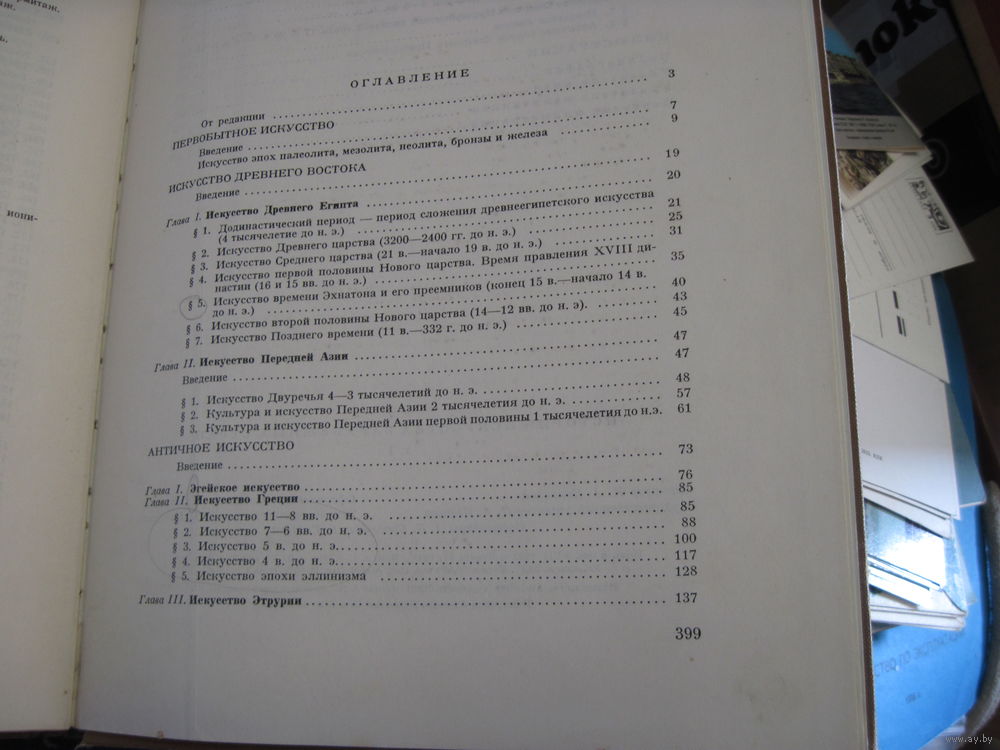 ОГЛАВЛЕНИЕ
От редакции 3
ПЕРВОБЫТНОЕ ИСКУССТВО
Введение 7
Искусство эпох палеолита, мезолита, неолита, бронзы и железа 9
ИСКУССТВО ДРЕВНЕГО ВОСТОКА
Введение 19
Глава I. Искусство Древнего Египта 20
§ 1. Додинастический период — период сложения древнеегипетского искусства
(4 тысячелетие до н. э.) 21
§ 2. Искусство Древнего царства (3200—2400 гг. до н. э.) 25
§ 3. Искусство Среднего царства (21 в.—начало 19 в. до н. э.) 31
§ 4. Искусство первой половины Нового царства. Время правления XVIII ди-
настии (16 и 15 вв. до н. э.) 35
§ 5. Искусство времени Эхнатона и его преемников (конец 15 в.—начало 14 в.
до н. э.) 40
§ 6. Искусство второй половины Нового царства (14—12 вв. до н. э.). 43
§ 7. Искусство Позднего времени (11 в.—332 г. до н. э.) 45
Глава II. Искусство Передней Азии 47
Введение 47
§ 1. Искусство Двуречья 4—3 тысячелетий до н. э. 48
§ 2. Культура и искусство Передней Азии 2 тысячелетия до н. э. 57
§ 3. Культура и искусство Передней Азии первой половины 1 тысячелетия до н.э. 61
АНТИЧНОЕ ИСКУССТВО
Введение 73
Глава I. Эгейское искусство 76
Глава II. Искусство Греции 85
§ 1. Искусство 11—8 вв. до н. э. 85
§ 2. Искусство 7—6 вв. до н. э. 88
§ 3. Искусство 5 в. до н. э. 100
§ 4. Искусство 4 в. до н. э. 117
§ 5. Искусство эпохи эллинизма 128
Глава III. Искусство Этрурии 137
399
иони-
www.ay.by